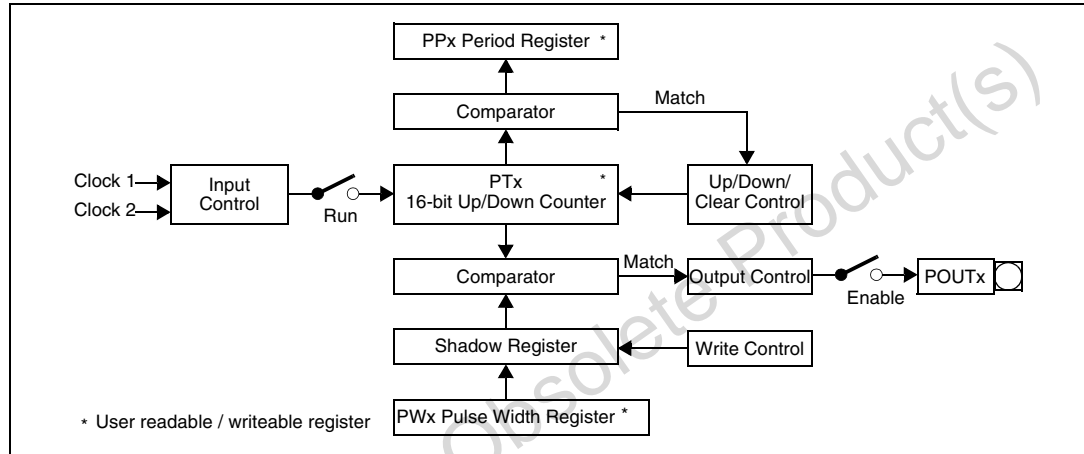 PPx Period Register *
Comparator
Match
Clock 1
Clock 2
Input
Control
Run
PTx *
16-bit Up/Down Counter
Up/Down/
Clear Control
Comparator
Match
Output Control
Enable
POUTx
Shadow Register
Write Control
PWx Pulse Width Register *
* User readable / writeable register
Obsolete Product(s)